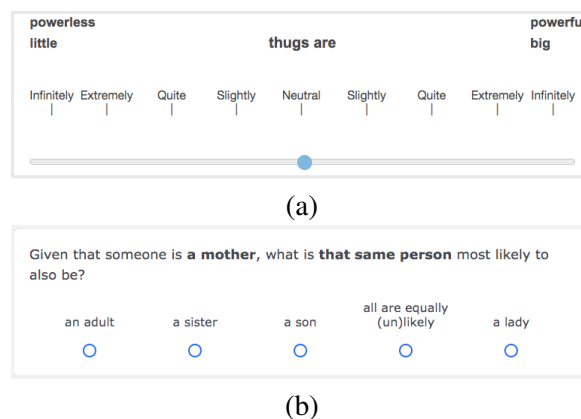 powerless powerfu
little thugs are big
Infinitely Extremely Quite Slightly Neutral Slightly Quite Extremely Infinitely
(a)
Given that someone is a mother, what is that same person most likely to
also be?
all are equally
an adult a sister a son (un)likely a lady
(b)